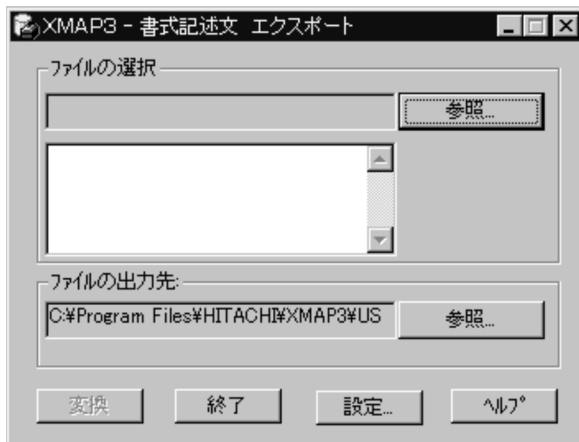 XMAP3 - 書式記述文 エクスポート
ファイルの選択
参照...
ファイルの出力先:
C:¥Program Files¥HITACHI¥XMAP3¥US
参照...
変換 終了 設定... ヘルプ